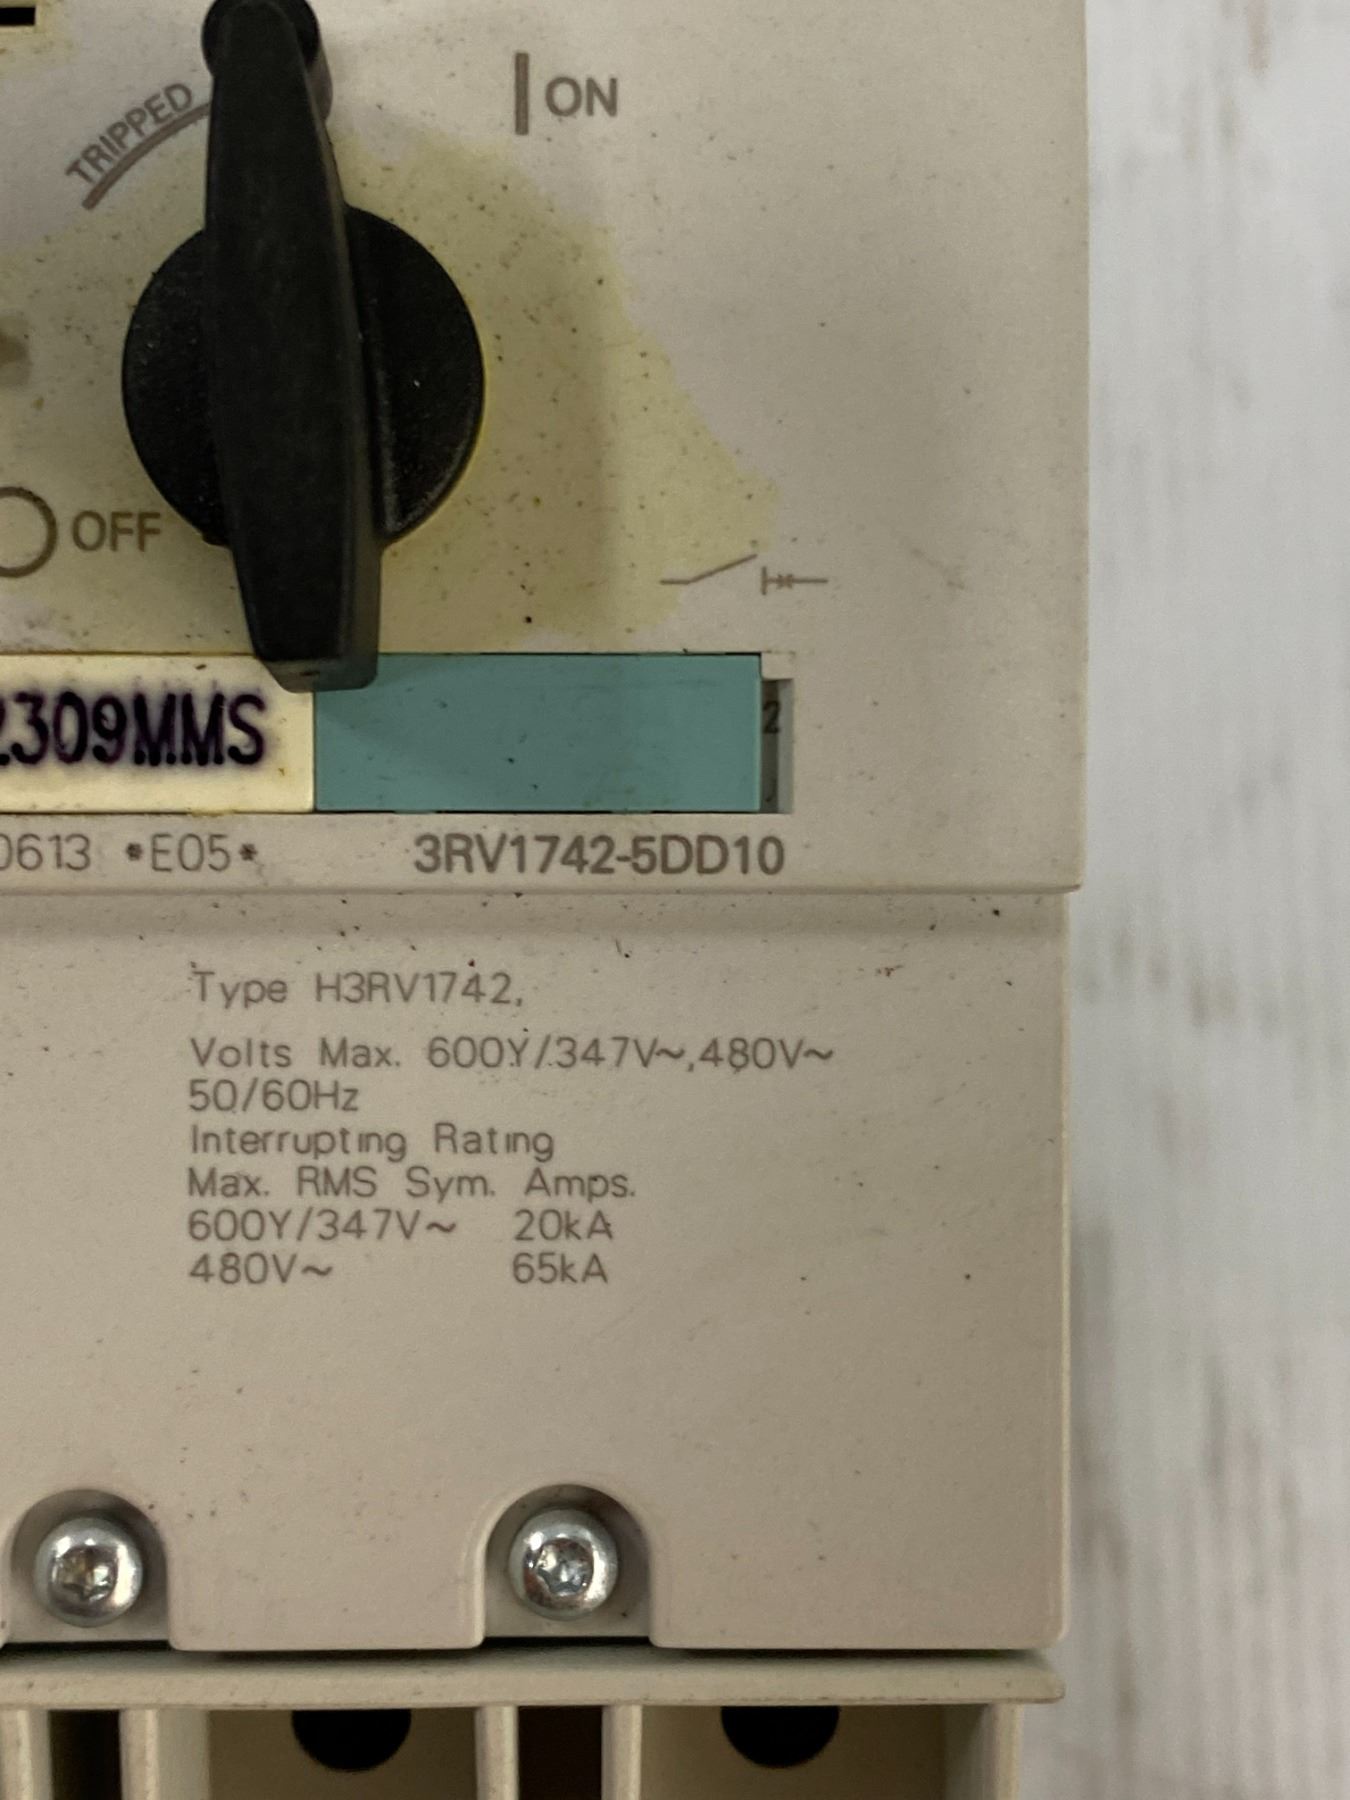 TRIPPED
ON
OFF
2309MMS
2
0613 *E05* 3RV1742-5DD10
Type H3RV1742,
Volts Max. 600Y/347V~,480V~
50/60Hz
Interrupting Rating
Max. RMS Sym. Amps.
600Y/347V~ 20kA
480V~ 65kA